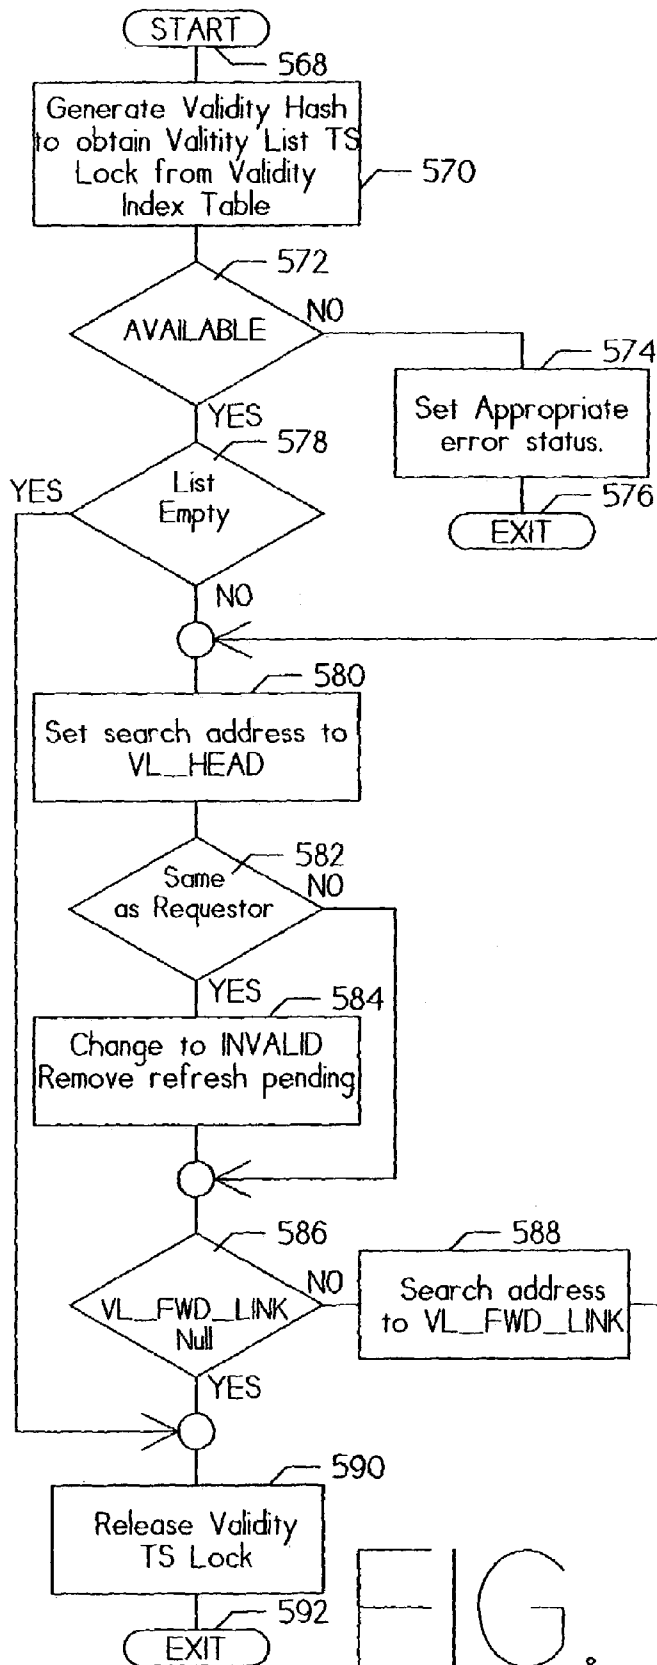 START
568
Generate Validity Hash
to obtain Valitity List TS
Lock from Validity
Index Table
570
572
AVAILABLE
NO
YES
574
Set Appropriate
error status.
576
EXIT
578
List
Empty
YES
NO
580
Set search address to
VL_HEAD
582
Same
as Requestor
NO
YES
584
Change to INVALID
Remove refresh pending
586
VL_FWD_LINK
Null
NO
YES
588
Search address
to VL_FWD_LINK
590
Release Validity
TS Lock
592
EXIT
FIG.